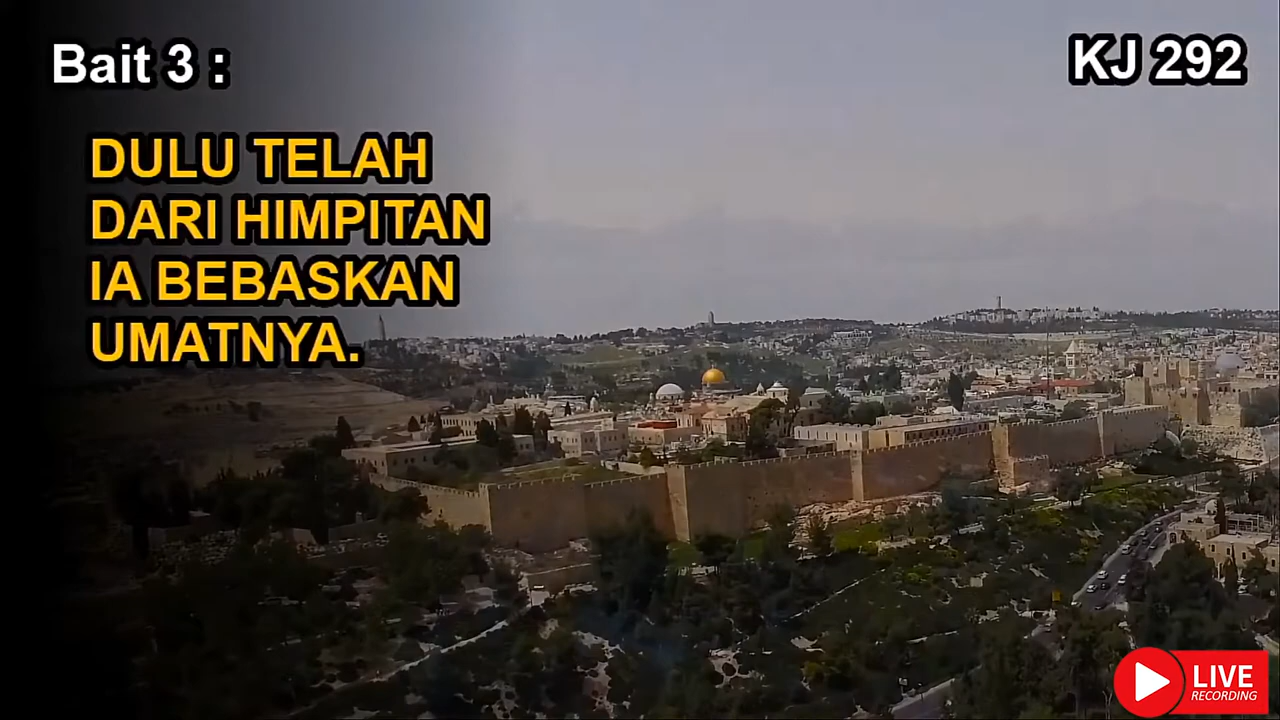 Bait 3 :
KJ 292
DULU TELAH
DARI HIMPITAN
IA BEBASKAN
UMATNYA.
LIVE
RECORDING